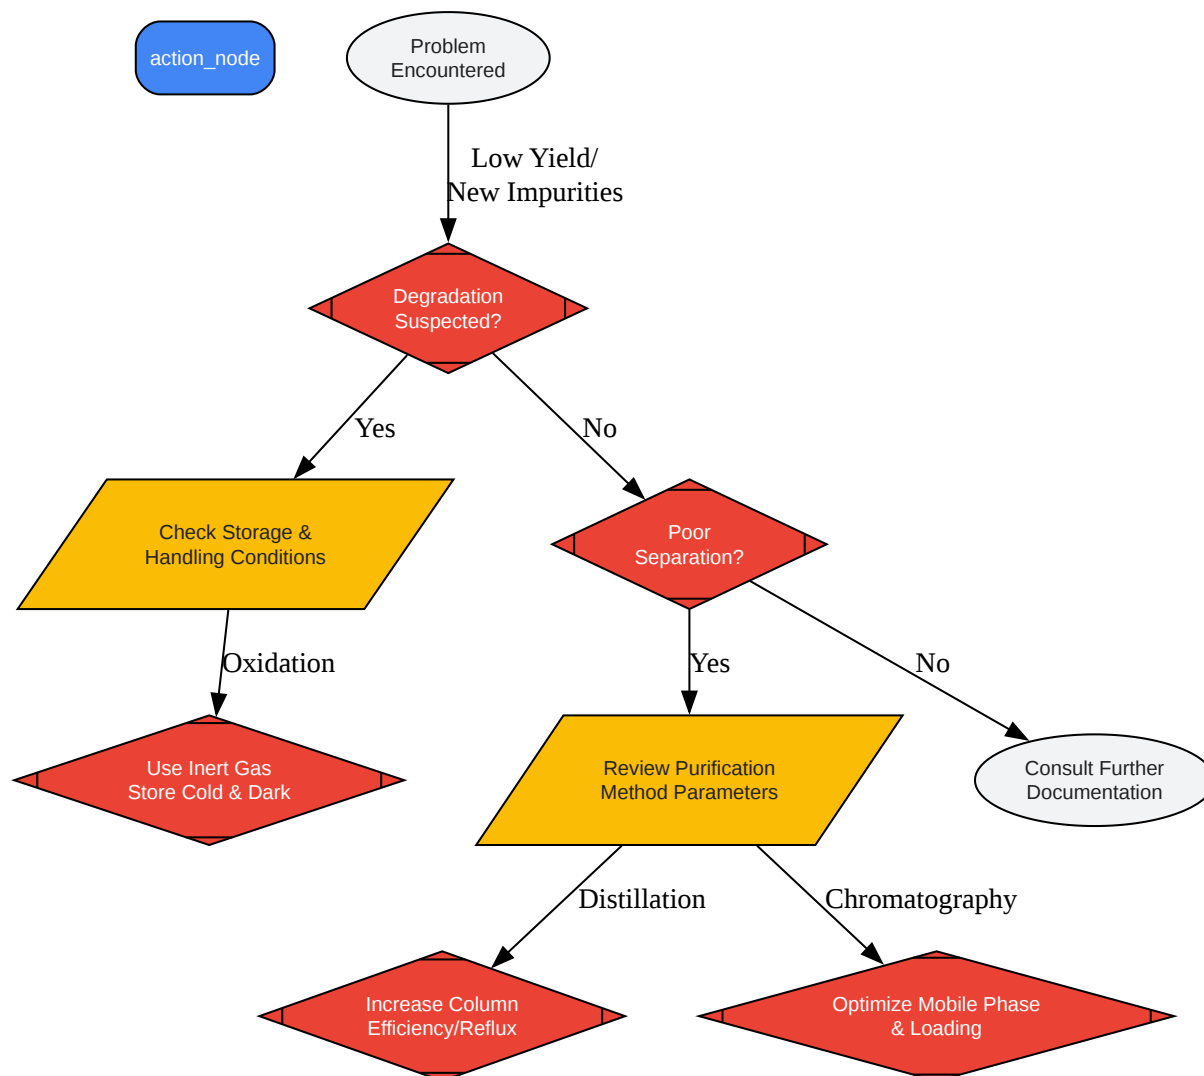 action_node
Problem
Encountered
Low Yield/
New Impurities
Degradation
Suspected?
Yes
No
Check Storage &
Handling Conditions
Poor
Separation?
Oxidation
Yes
No
Use Inert Gas
Store Cold & Dark
Review Purification
Method Parameters
Consult Further
Documentation
Distillation
Chromatography
Increase Column
Efficiency/Reflux
Optimize Mobile Phase
& Loading